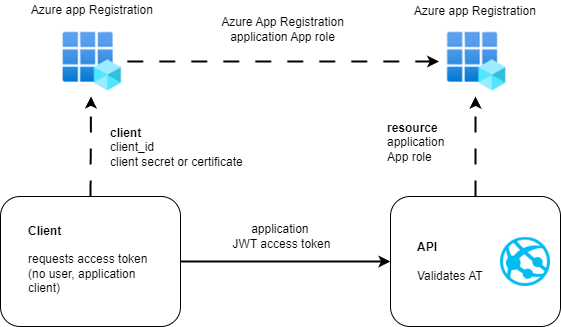 Azure app Registration
Azure App Registration
application App role
Azure app Registration
client
client_id
client secret or certificate
resource
application
App role
Client
requests access token
(no user, application
client)
application
JWT access token
API
Validates AT